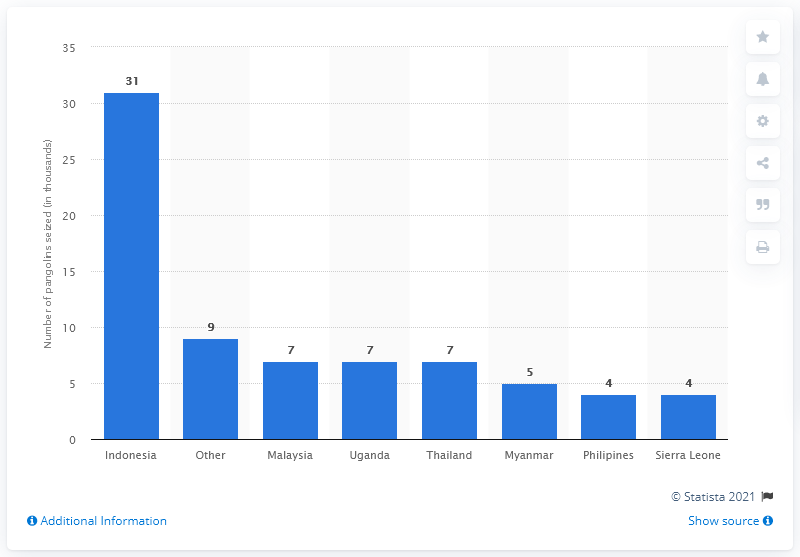 35
30
25
20
15
10
5
0
Number of pangolins seized (in thousands)
31
9
7
7
7
5
4
4
Indonesia
Other
Malaysia
Uganda
Thailand
Myanmar
Philipines
Sierra Leone
© Statista 2021
Additional Information
Show source